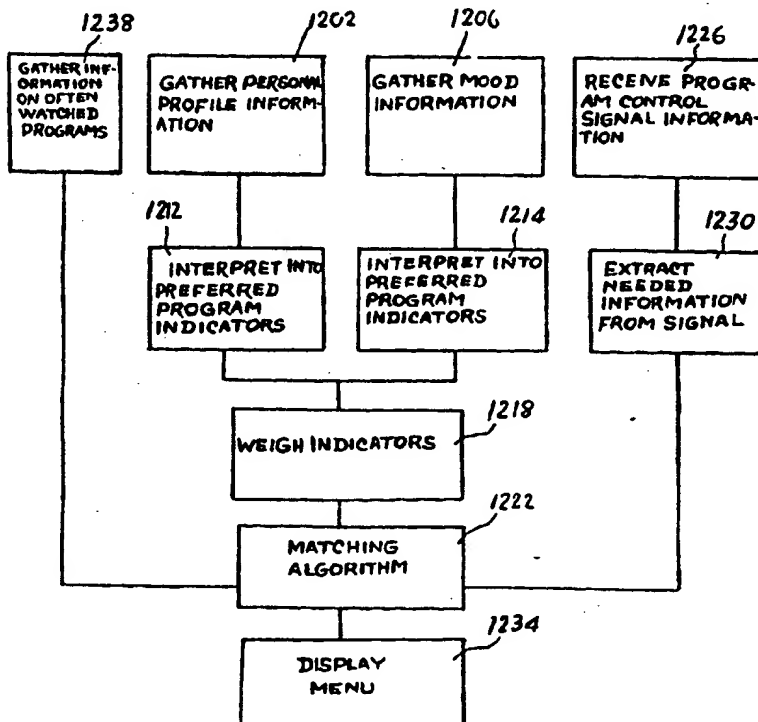 1238
1202
1206
1226
GATHER INF-
ORMATION
ON OFTEN
WATCHED
PROGRAMS
GATHER PERSONAL
PROFILE INFORM-
ATION
GATHER MOOD
INFORMATION
RECEIVE PROGR-
AM CONTROL
SIGNAL INFORMA-
TION
1212
1214
1230
INTERPRET INTO
PREFERRED
PROGRAM
INDICATORS
INTERPRET INTO
PREFERRED
PROGRAM
INDICATORS
EXTRACT
NEEDED
INFORMATION
FROM SIGNAL
1218
WEIGH INDICATORS
1222
MATCHING
ALGORITHM
1234
DISPLAY
MENU